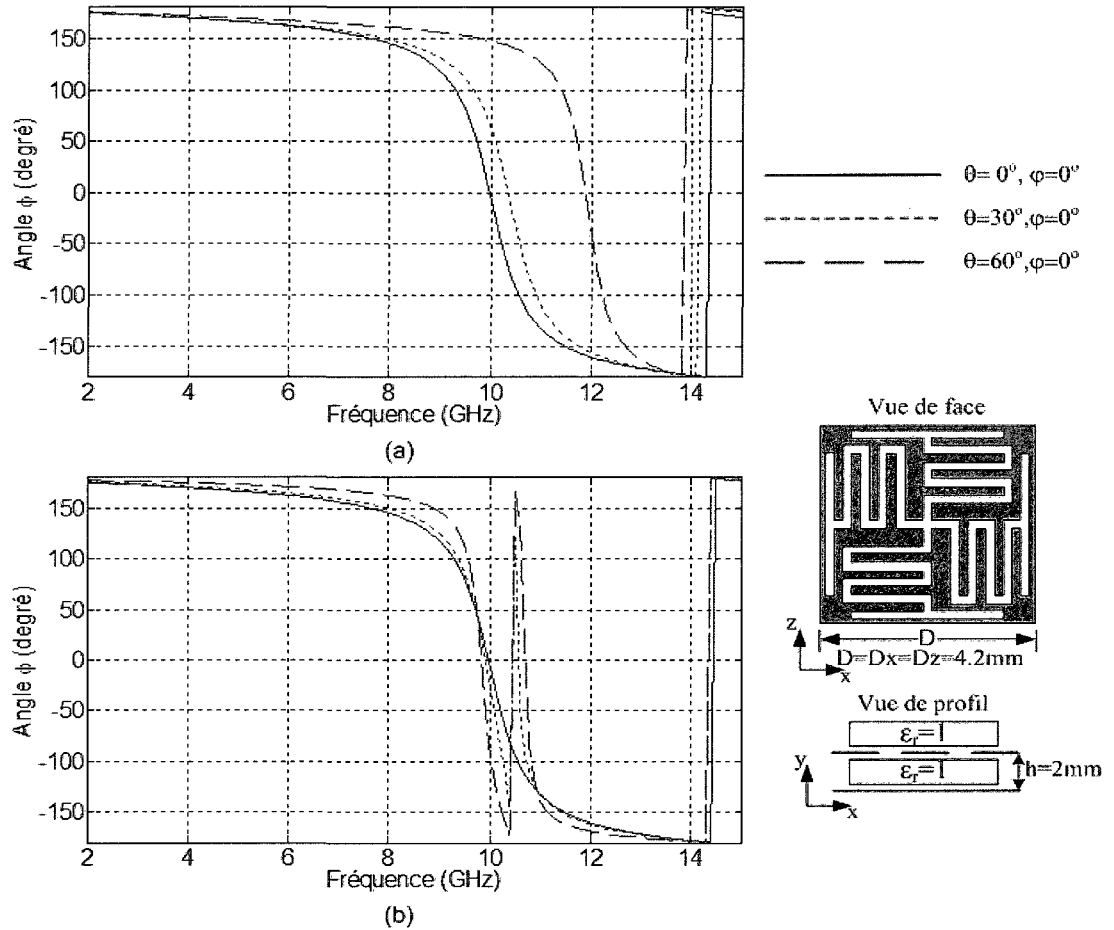 150
100
50
0
-50
-100
-150
Angle ϕ (degré)
2 4 6 8 10 12 14
Fréquence (GHz)
(a)
θ= 0°, φ=0°
θ=30°,φ=0°
θ=60°,φ=0°
150
100
50
0
-50
-100
-150
Angle ϕ (degré)
2 4 6 8 10 12 14
Fréquence (GHz)
(b)
Vue de face
z
x
D
D=Dx=Dz=4.2mm
Vue de profil
εr=1
εr=1
y
x
h=2mm